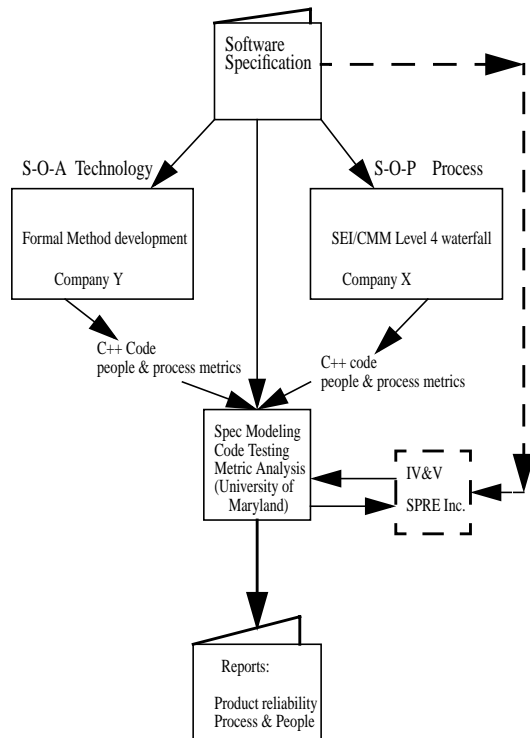 Software
Specification
S-O-A Technology
S-O-P Process
Formal Method development
Company Y
SEI/CMM Level 4 waterfall
Company X
C++ Code
people & process metrics
C++ code
people & process metrics
Spec Modeling
Code Testing
Metric Analysis
(University of
Maryland)
IV&V
SPRE Inc.
Reports:
Product reliability
Process & People